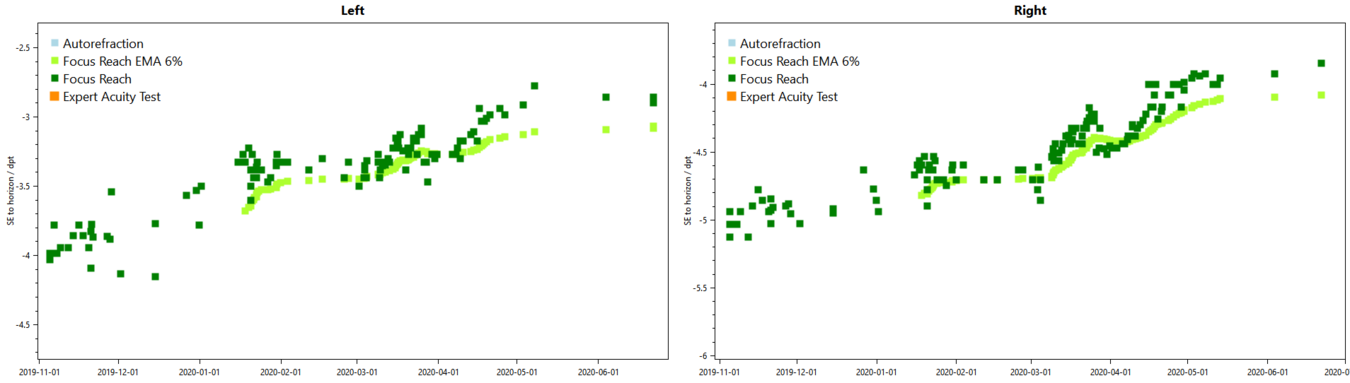 Left
Right
Autorefraction
Focus Reach EMA 6%
Focus Reach
Expert Acuity Test
Autorefraction
Focus Reach EMA 6%
Focus Reach
Expert Acuity Test
SE to horizon / dpt
-2.5
-3
-3.5
-4
-4.5
2019-11-01 2019-12-01 2020-01-01 2020-02-01 2020-03-01 2020-04-01 2020-05-01 2020-06-01
SE to horizon / dpt
-4
-4.5
-5
-5.5
-6
2019-11-01 2019-12-01 2020-01-01 2020-02-01 2020-03-01 2020-04-01 2020-05-01 2020-06-01 2020-0